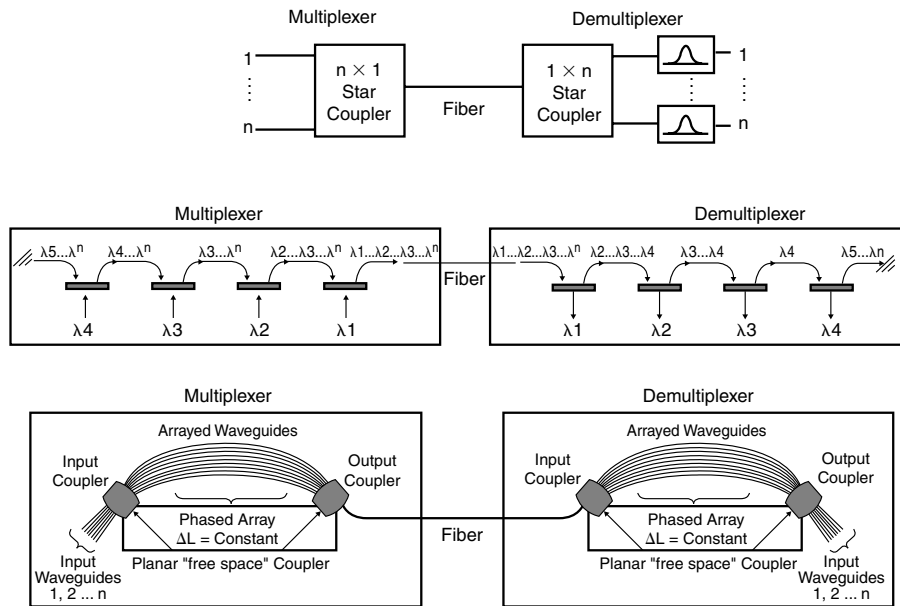 Multiplexer
Demultiplexer
1
n
n × 1
Star
Coupler
Fiber
1 × n
Star
Coupler
1
n
Multiplexer
λ5...λⁿ
λ4...λⁿ
λ3...λⁿ
λ2...λ3...λⁿ
λ1...λ2...λ3...λⁿ
λ4
λ3
λ2
λ1
Fiber
Demultiplexer
λ1...λ2...λ3...λⁿ
λ2...λ3...λ4
λ3...λ4
λ4
λ5...λn
λ1
λ2
λ3
λ4
Multiplexer
Arrayed Waveguides
Input
Coupler
Output
Coupler
Phased Array
ΔL = Constant
Planar "free space" Coupler
Input
Waveguides
1, 2 ... n
Fiber
Demultiplexer
Arrayed Waveguides
Input
Coupler
Output
Coupler
Phased Array
ΔL = Constant
Planar "free space" Coupler
Input
Waveguides
1, 2 ... n